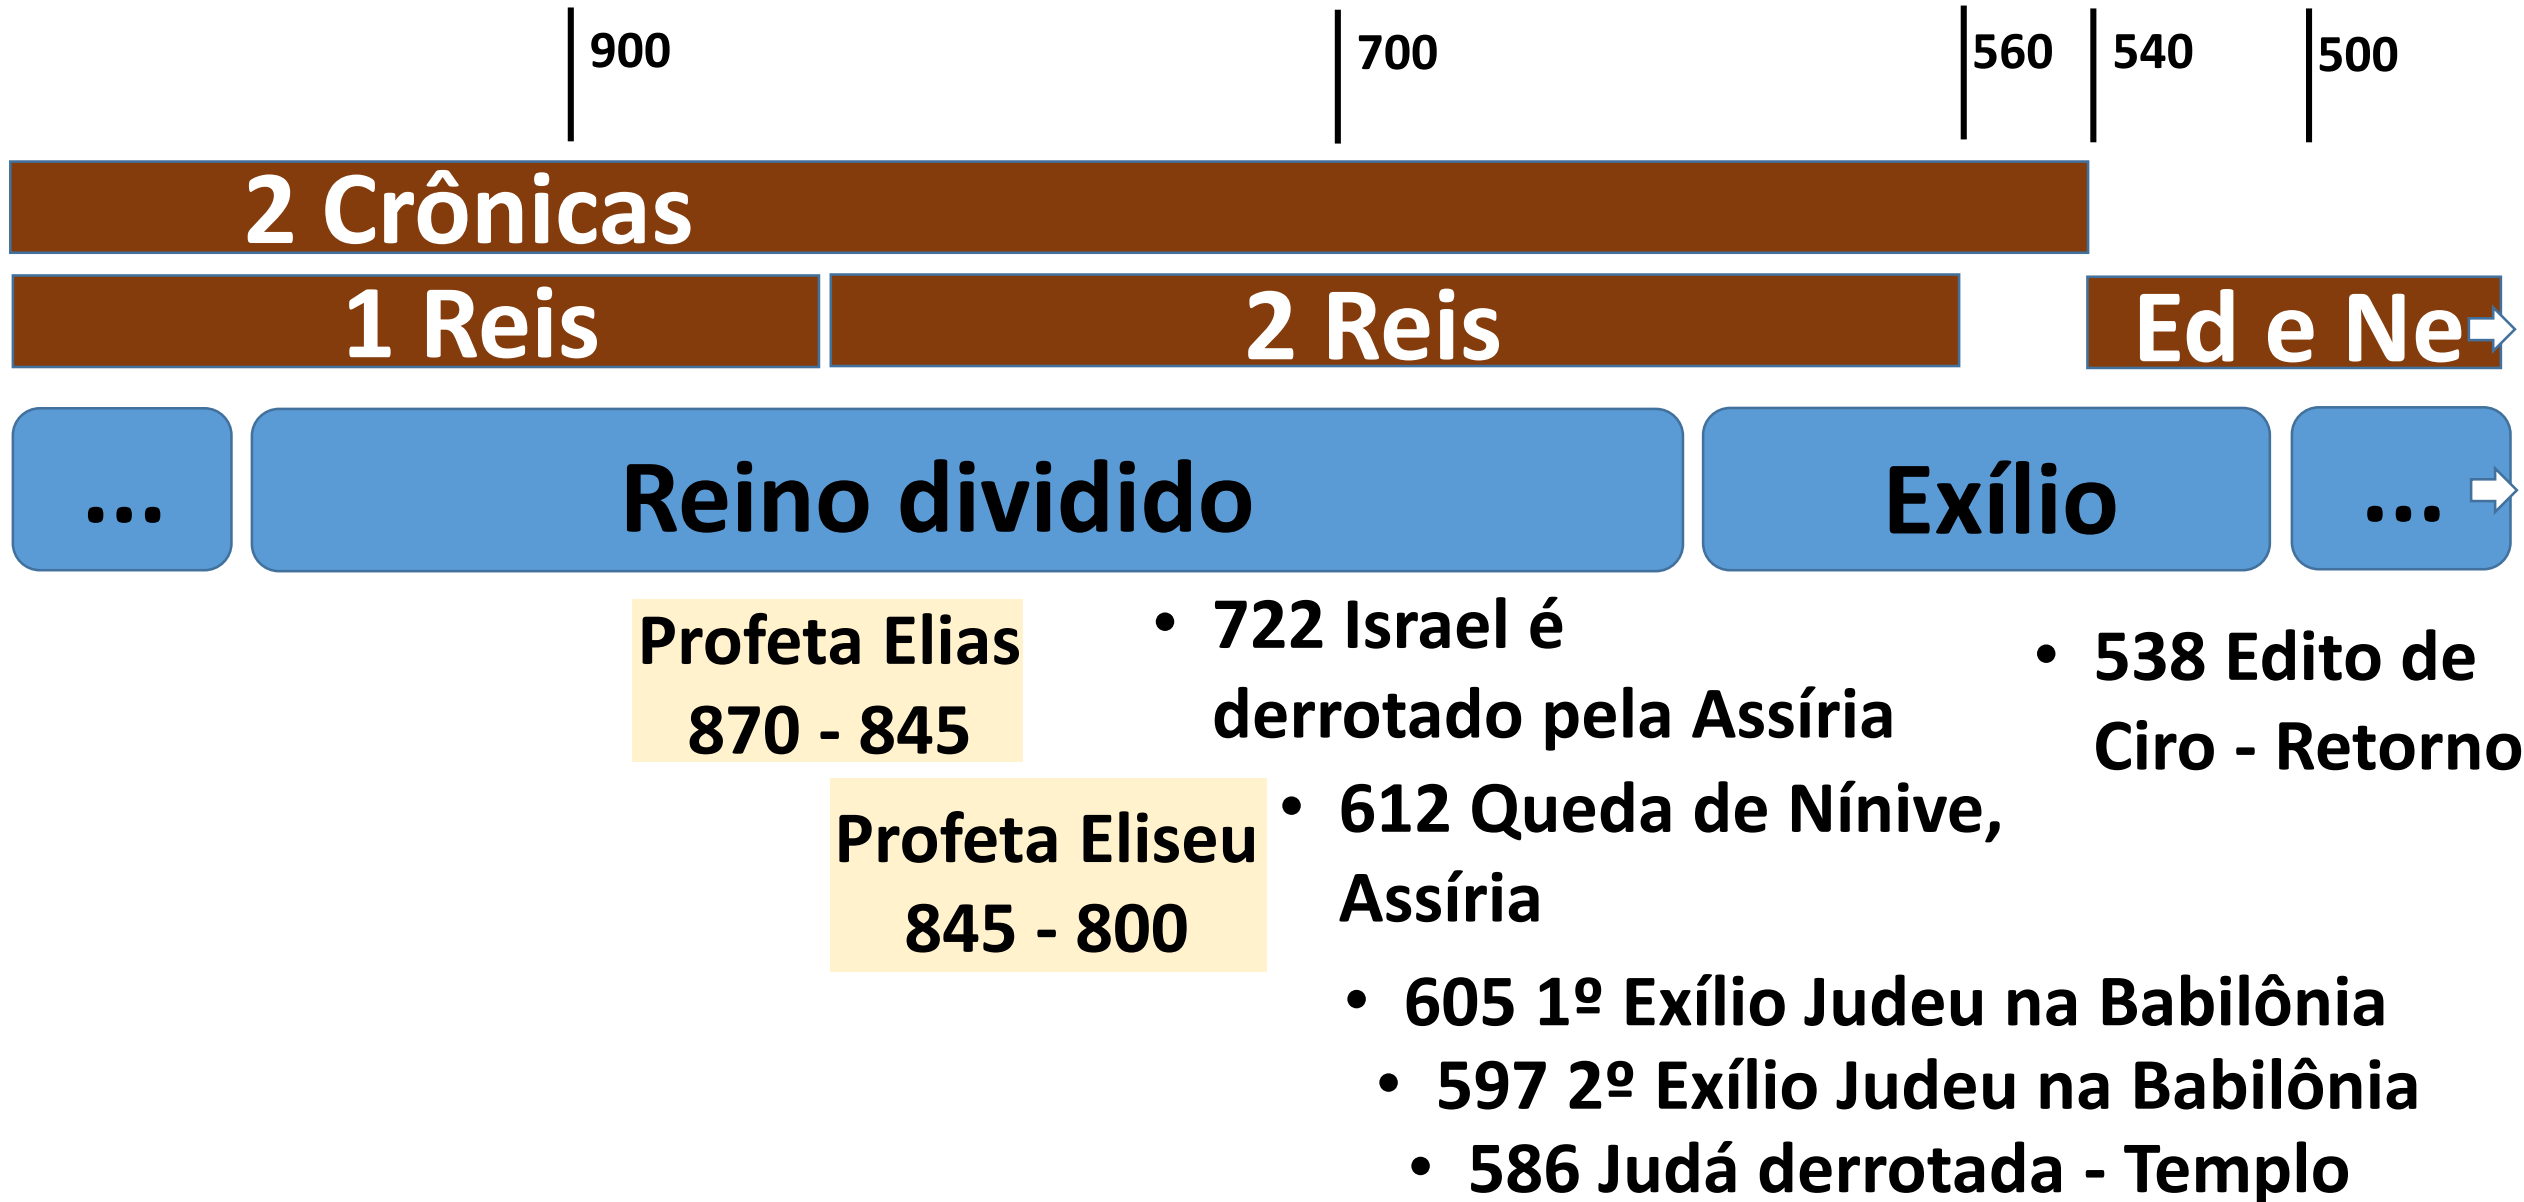 900
700
560
540
500
2 Crônicas
1 Reis
2 Reis
Ed e Ne
...
Reino dividido
Exílio
...
Profeta Elias
870 - 845
Profeta Eliseu
845 - 800
• 722 Israel é
derrotado pela Assíria
• 612 Queda de Nínive,
Assíria
• 605 1º Exílio Judeu na Babilônia
• 597 2º Exílio Judeu na Babilônia
• 586 Judá derrotada - Templo
• 538 Edito de
Ciro - Retorno